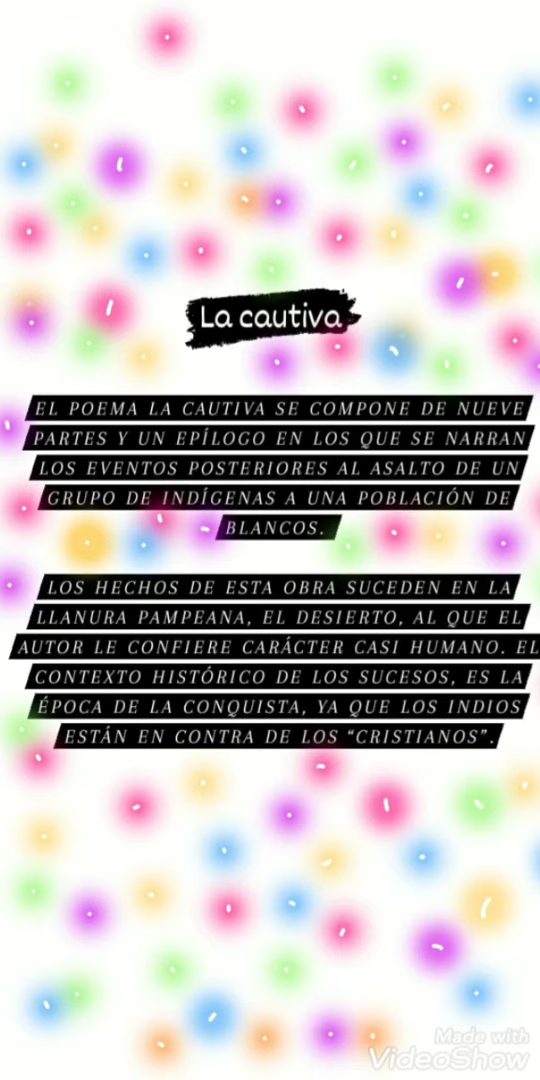 La cautiva
EL POEMA LA CAUTIVA SE COMPONE DE NUEVE
PARTES Y UN EPÍLOGO EN LOS QUE SE NARRAN
LOS EVENTOS POSTERIORES AL ASALTO DE UN
GRUPO DE INDÍGENAS A UNA POBLACIÓN DE
BLANCOS.
LOS HECHOS DE ESTA OBRA SUCEDEN EN LA
LLANURA PAMPEANA, EL DESIERTO, AL QUE EL
AUTOR LE CONFIERE CARÁCTER CASI HUMANO. EL
CONTEXTO HISTÓRICO DE LOS SUCESOS, ES LA
ÉPOCA DE LA CONQUISTA, YA QUE LOS INDIOS
ESTÁN EN CONTRA DE LOS “CRISTIANOS”.
Made with
VideoShow